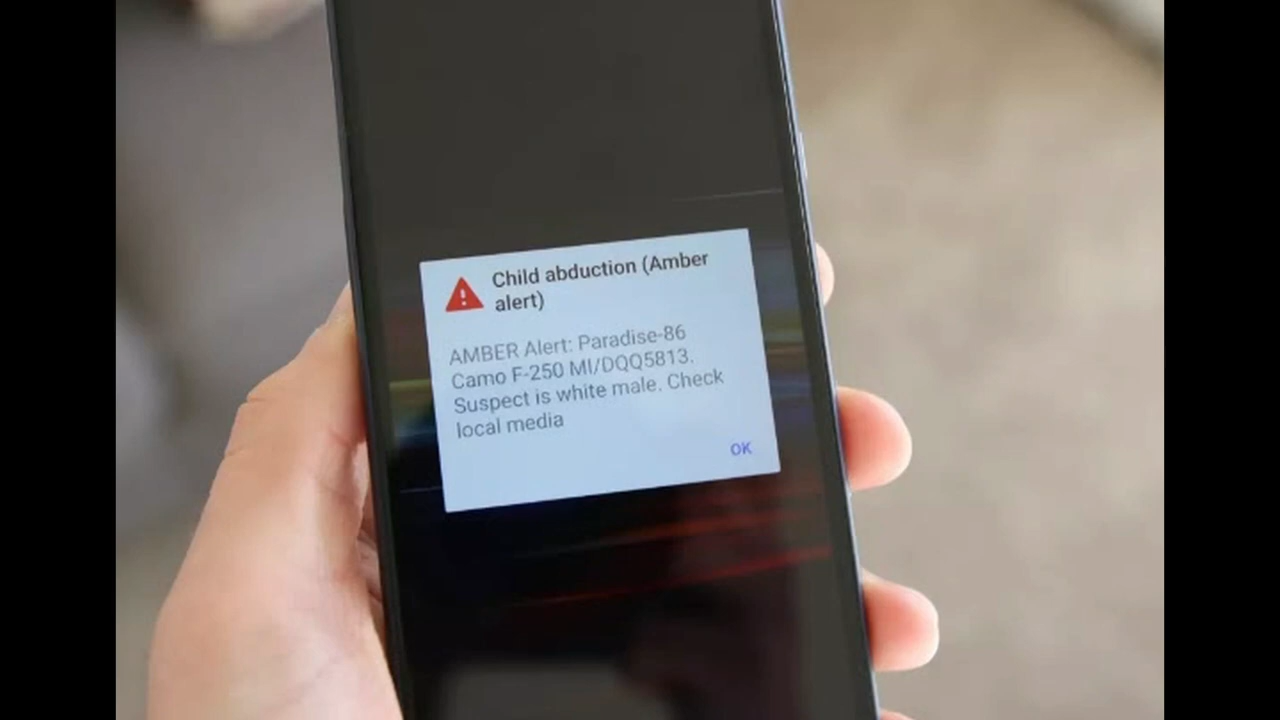 Child abduction (Amber
alert)
AMBER Alert: Paradise-86
Camo F-250 MI/DQQ5813.
Suspect is white male. Check
local media
OK